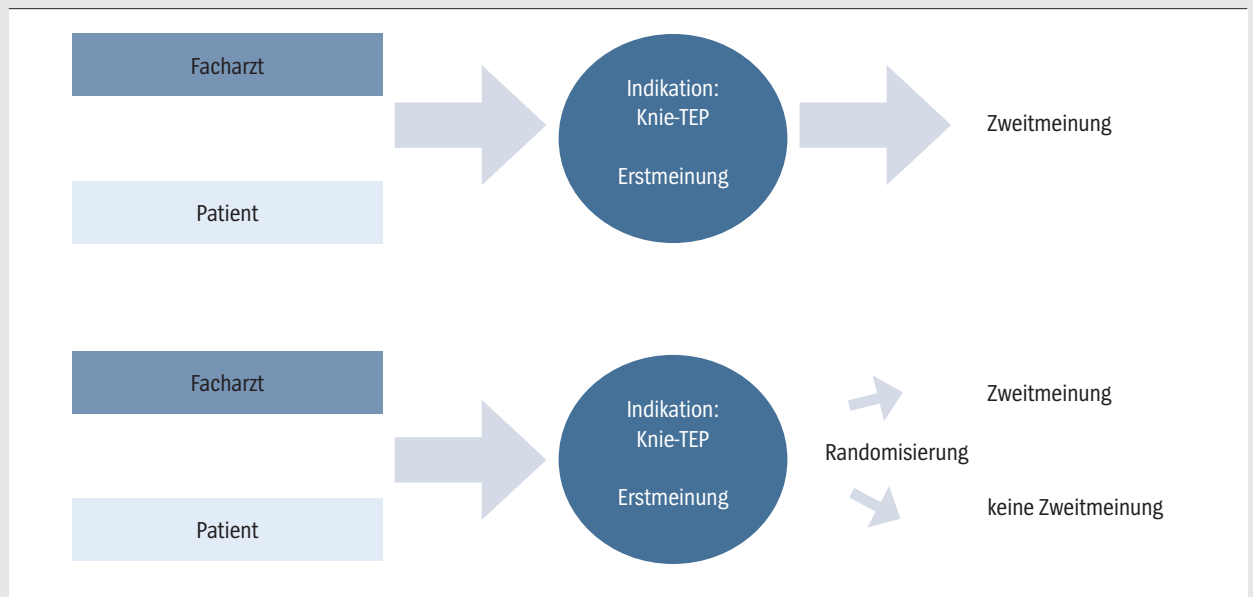 Facharzt
Patient
Indikation:
Knie-TEP
Erstmeinung
Zweitmeinung
Facharzt
Patient
Indikation:
Knie-TEP
Erstmeinung
Randomisierung
Zweitmeinung
keine Zweitmeinung